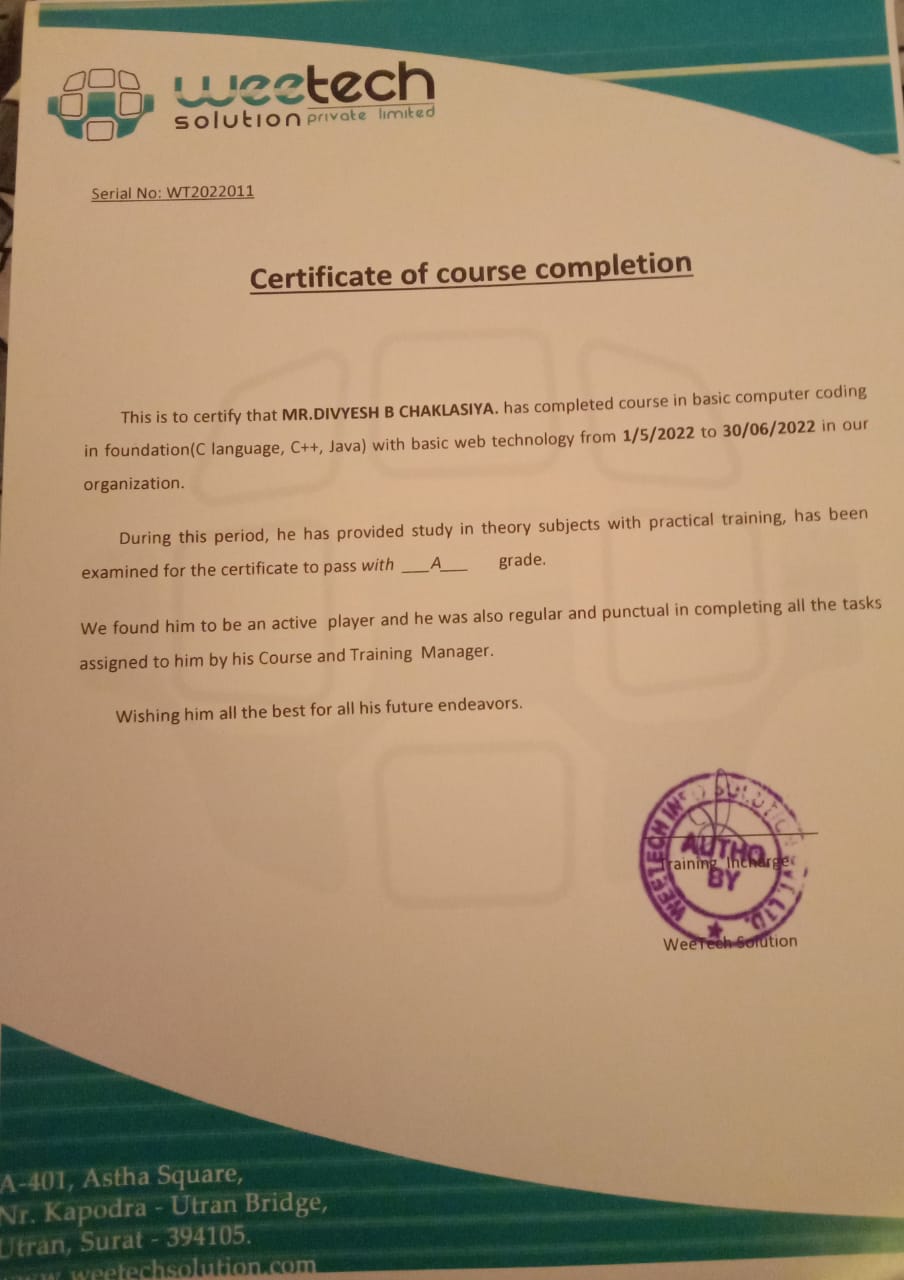 weetech
solution private limited
Serial No: WT2022011
Certificate of course completion
This is to certify that MR.DIVYESH B CHAKLASIYA. has completed course in basic computer coding
in foundation(C language, C++, Java) with basic web technology from 1/5/2022 to 30/06/2022 in our
organization.
During this period, he has provided study in theory subjects with practical training, has been
examined for the certificate to pass with ___A___ grade.
We found him to be an active player and he was also regular and punctual in completing all the tasks
assigned to him by his Course and Training Manager.
Wishing him all the best for all his future endeavors.
WEETECH INFO SOLUTION PVT. LTD.
AUTHO
BY
Training Incharge
WeeTech Solution
A-401, Astha Square,
Nr. Kapodra - Utran Bridge,
Utran, Surat - 394105.
weetechsolution.com